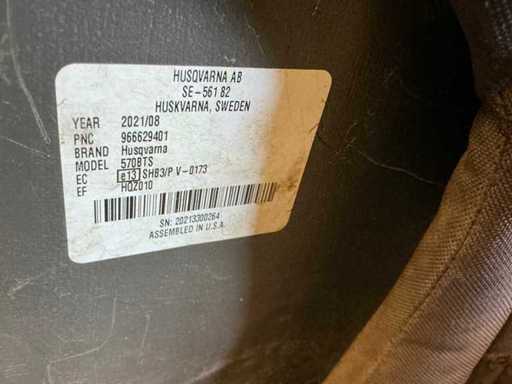 HUSQVARNA AB
SE-561 82
HUSKVARNA, SWEDEN
YEAR 2021/08
PNC 966629401
BRAND Husqvarna
MODEL 570BTS
EC e13 SHB3/P V-0173
EF HQZ010
SN: 20213300264
ASSEMBLED IN U.S.A.